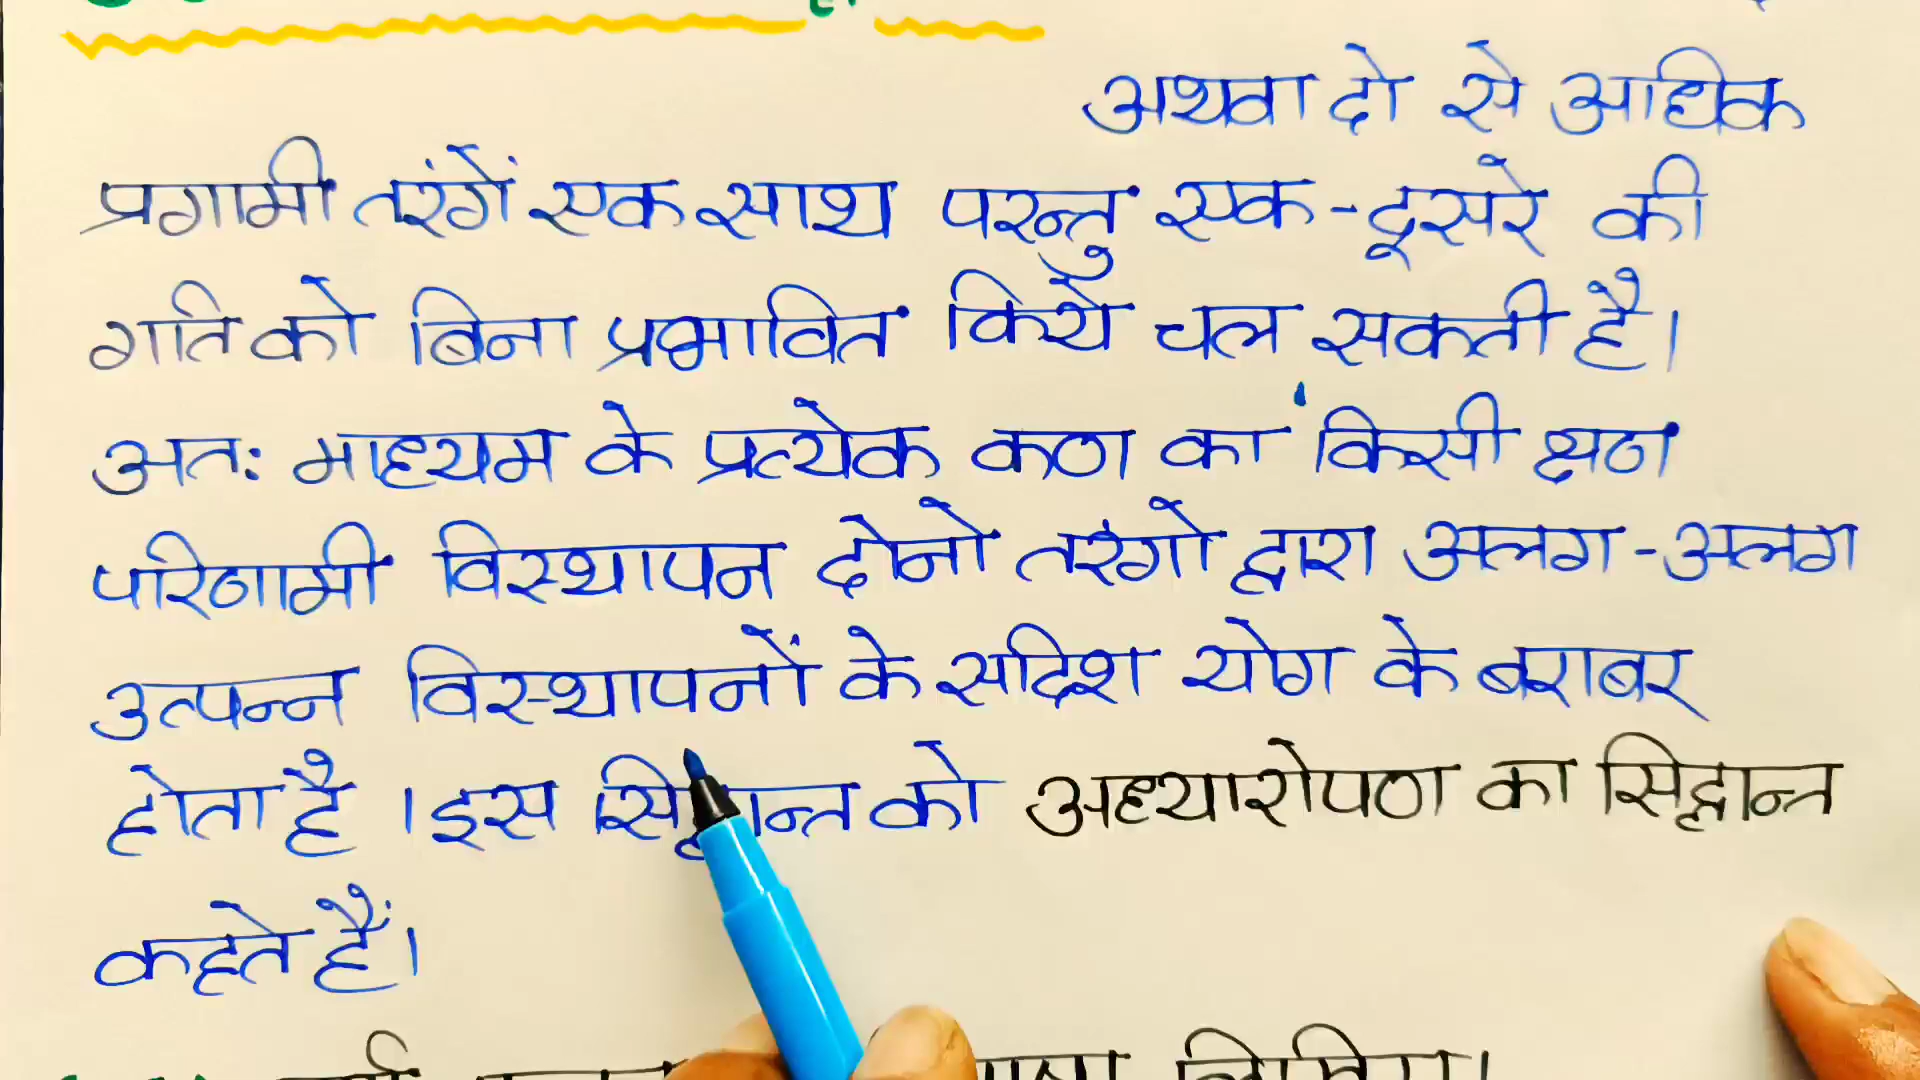 अथवा दो से अधिक
प्रगामी तरंगें एक साथ परन्तु एक-दूसरे की
गति को बिना प्रभावित किये चल सकती है।
अतः माध्यम के प्रत्येक कण का किसी क्षण
परिणामी विस्थापन दोनो तरंगो द्वारा अलग-अलग
उत्पन्न विस्थापनों के सदिश योग के बराबर
होता है । इस सिद्धान्त को अध्यारोपण का सिद्धान्त
कहते हैं।